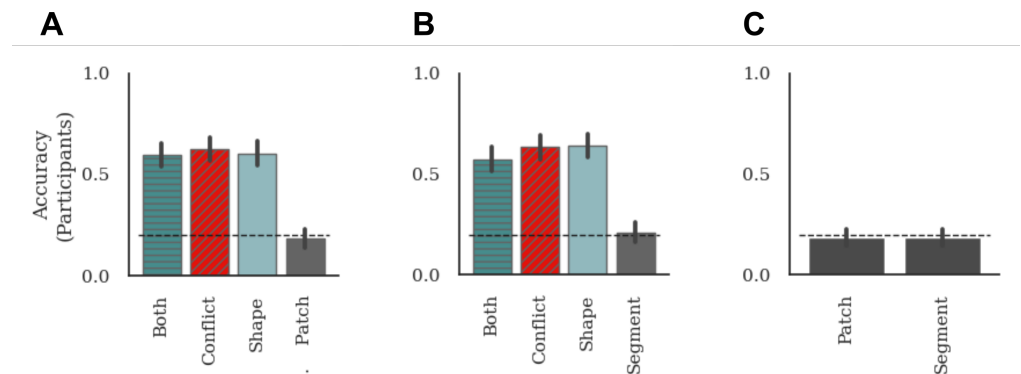 A
B
C
1.0
0.5
0.0
Accuracy
(Participants)
Both
Conflict
Shape
Patch
.
1.0
0.5
0.0
Both
Conflict
Shape
Segment
1.0
0.5
0.0
Patch
Segment